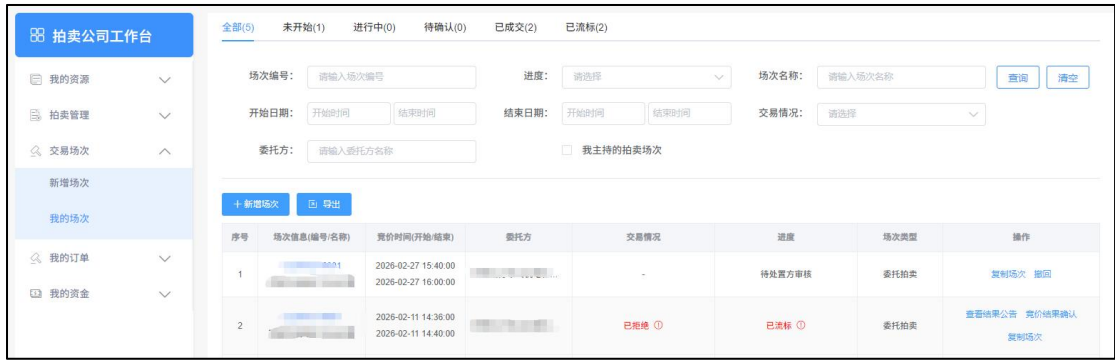 拍卖公司工作台
全部(5) 未开始(1) 进行中(0) 待确认(0) 已成交(2) 已流标(2)
我的资源
拍卖管理
交易场次
新增场次
我的场次
我的订单
我的资金
场次编号： 请输入场次编号 进度： 请选择 场次名称： 请输入场次名称 查询 清空
开始日期： 开始时间 结束时间 结束日期： 开始时间 结束时间 交易情况： 请选择
委托方： 请输入委托方名称 我主持的拍卖场次
+新增场次 导出
序号 场次信息(编号/名称) 竞价时间(开始/结束) 委托方 交易情况 进度 场次类型 操作
1 2026-02-27 15:40:00 - 待处置方审核 委托拍卖 复制场次 撤回
2026-02-27 16:00:00
2 2026-02-11 14:36:00 已拒绝 已流标 委托拍卖 查看结果公告 竞价结果确认
2026-02-11 14:40:00 复制场次